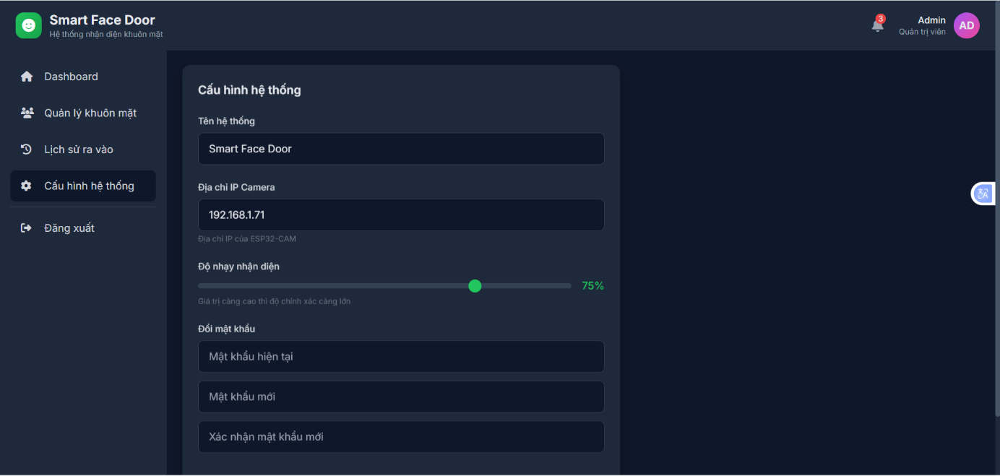 Smart Face Door
Hệ thống nhận diện khuôn mặt
3
Admin
Quản trị viên
AD
Dashboard
Quản lý khuôn mặt
Lịch sử ra vào
Cấu hình hệ thống
Đăng xuất
Cấu hình hệ thống
Tên hệ thống
Smart Face Door
Địa chỉ IP Camera
192.168.1.71
Địa chỉ IP của ESP32-CAM
Độ nhạy nhận diện
75%
Giá trị càng cao thì độ chính xác càng lớn
Đổi mật khẩu
Mật khẩu hiện tại
Mật khẩu mới
Xác nhận mật khẩu mới